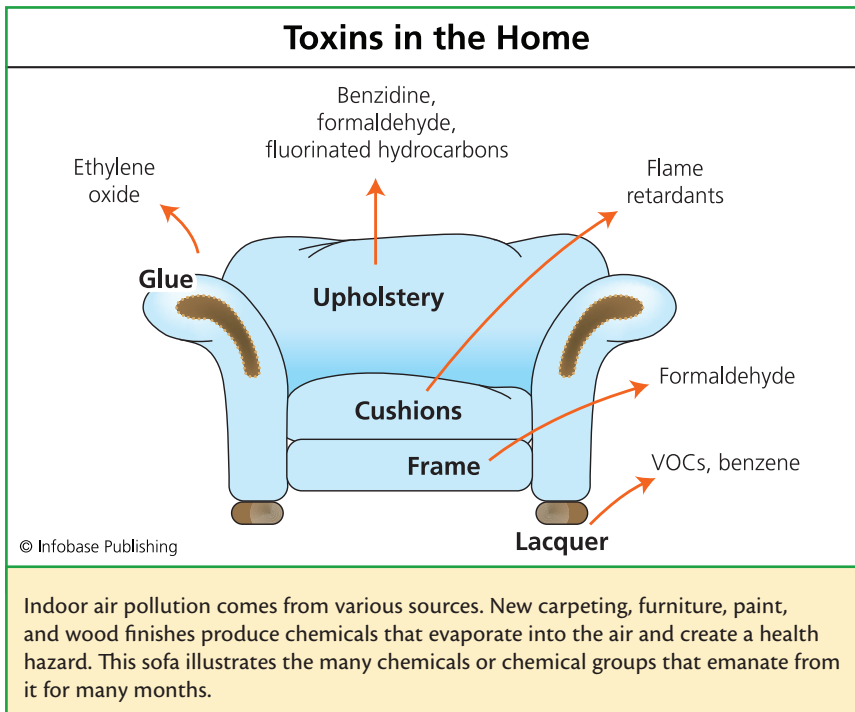 Toxins in the Home
Benzidine,
formaldehyde,
fluorinated hydrocarbons
Ethylene
oxide
Flame
retardants
Glue
Upholstery
Formaldehyde
Cushions
Frame
VOCs, benzene
Lacquer
© Infobase Publishing
Indoor air pollution comes from various sources. New carpeting, furniture, paint,
and wood finishes produce chemicals that evaporate into the air and create a health
hazard. This sofa illustrates the many chemicals or chemical groups that emanate from
it for many months.